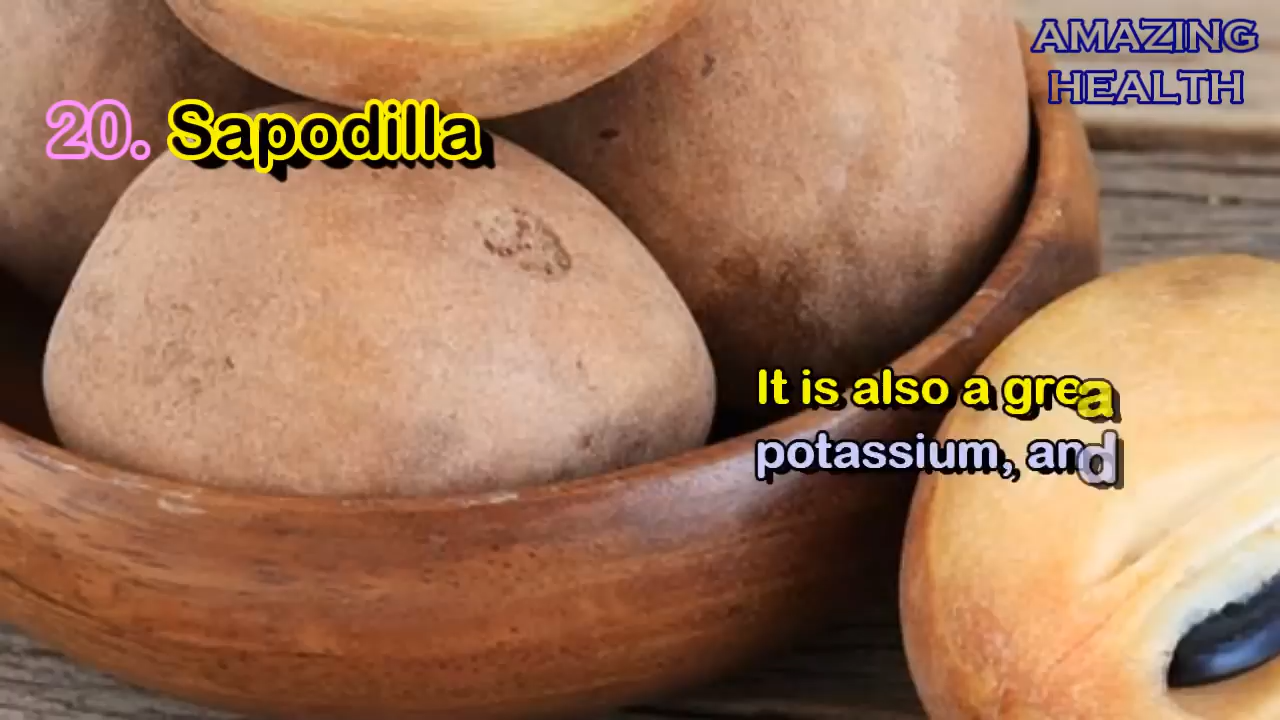 AMAZING
HEALTH
20. Sapodilla
It is also a grea
potassium, and